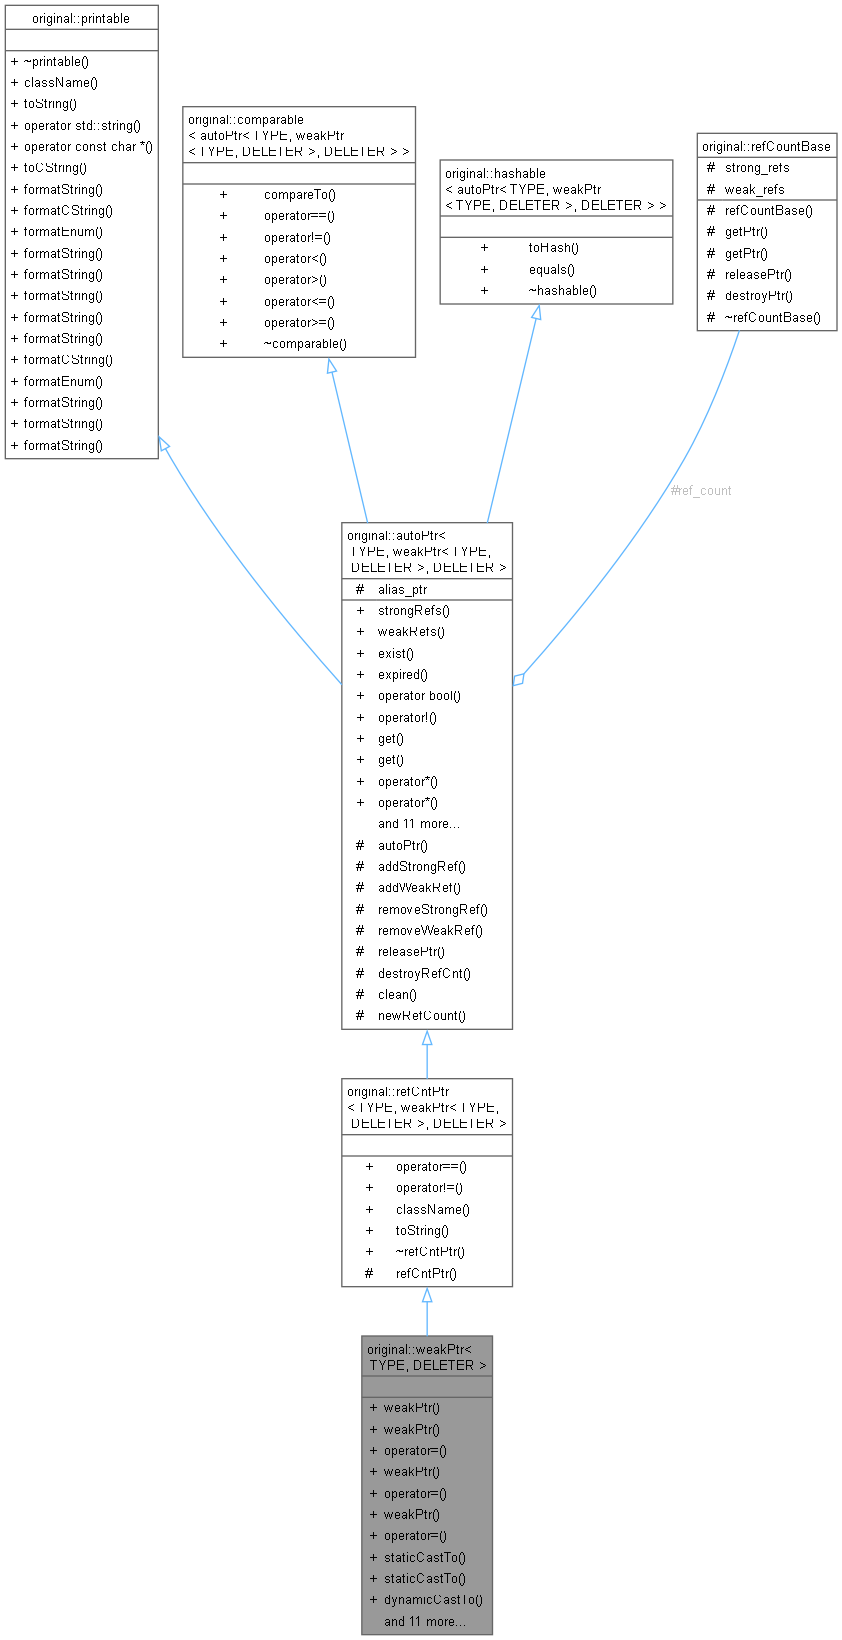 original::printable
+ ~printable()
+ className()
+ toString()
+ operator std::string()
+ operator const char *()
+ toCString()
+ formatString()
+ formatCString()
+ formatEnum()
+ formatString()
+ formatString()
+ formatString()
+ formatString()
+ formatString()
+ formatCString()
+ formatEnum()
+ formatString()
+ formatString()
+ formatString()
original::comparable
< autoPtr< TYPE, weakPtr
< TYPE, DELETER >, DELETER > >
+ compareTo()
+ operator==()
+ operator!=()
+ operator<()
+ operator>()
+ operator<=()
+ operator>=()
+ ~comparable()
original::hashable
< autoPtr< TYPE, weakPtr
< TYPE, DELETER >, DELETER > >
+ toHash()
+ equals()
+ ~hashable()
original::refCountBase
# strong_refs
# weak_refs
# refCountBase()
# getPtr()
# getPtr()
# releasePtr()
# destroyPtr()
# ~refCountBase()
#ref_count
original::autoPtr<
TYPE, weakPtr< TYPE,
DELETER >, DELETER >
# alias_ptr
+ strongRefs()
+ weakRefs()
+ exist()
+ expired()
+ operator bool()
+ operator!()
+ get()
+ get()
+ operator*()
+ operator*()
and 11 more...
# autoPtr()
# addStrongRef()
# addWeakRef()
# removeStrongRef()
# removeWeakRef()
# releasePtr()
# destroyRefCnt()
# clean()
# newRefCount()
original::refCntPtr
< TYPE, weakPtr< TYPE,
DELETER >, DELETER >
+ operator==()
+ operator!=()
+ className()
+ toString()
+ ~refCntPtr()
# refCntPtr()
original::weakPtr<
TYPE, DELETER >
+ weakPtr()
+ weakPtr()
+ operator=()
+ weakPtr()
+ operator=()
+ weakPtr()
+ operator=()
+ staticCastTo()
+ staticCastTo()
+ dynamicCastTo()
and 11 more...